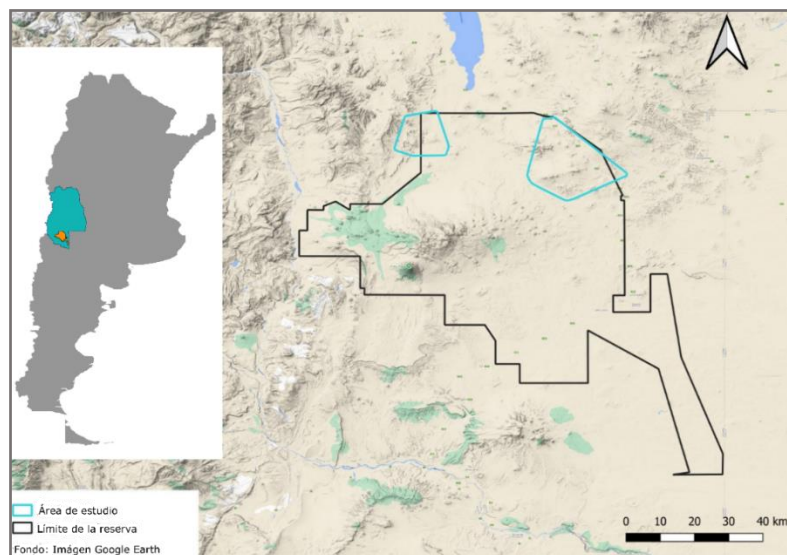 Área de estudio
Límite de la reserva
Fondo: Imágen Google Earth
0 10 20 30 40 km